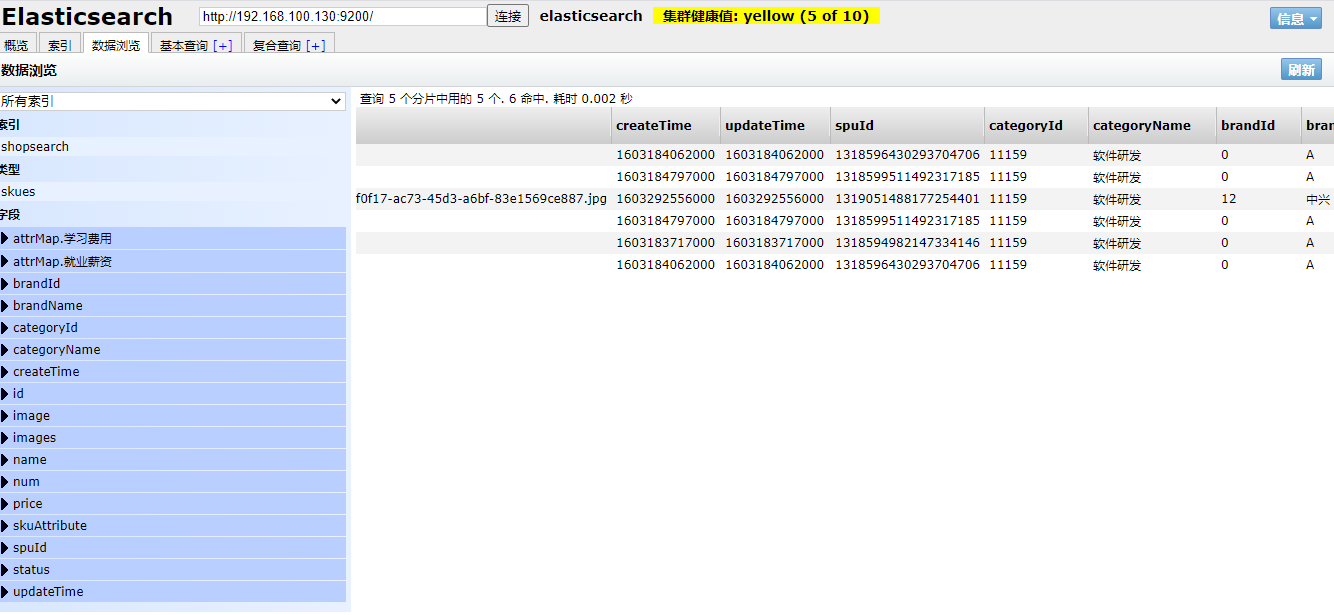 Elasticsearch http://192.168.100.130:9200/ 连接 elasticsearch 集群健康值: yellow (5 of 10) 信息
概览 索引 数据浏览 基本查询 [+] 复合查询 [+]
数据浏览 刷新
所有索引
索引
shopsearch
类型
skues
字段
attrMap.学习费用
attrMap.就业薪资
brandId
brandName
categoryId
categoryName
createTime
id
image
images
name
num
price
skuAttribute
spuId
status
updateTime
查询 5 个分片中用的 5 个. 6 命中. 耗时 0.002 秒
createTime updateTime spuId categoryId categoryName brandId bran
1603184062000 1603184062000 1318596430293704706 11159 软件研发 0 A
1603184797000 1603184797000 1318599511492317185 11159 软件研发 0 A
f0f17-ac73-45d3-a6bf-83e1569ce887.jpg 1603292556000 1603292556000 1319051488177254401 11159 软件研发 12 中兴
1603184797000 1603184797000 1318599511492317185 11159 软件研发 0 A
1603183717000 1603183717000 1318594982147334146 11159 软件研发 0 A
1603184062000 1603184062000 1318596430293704706 11159 软件研发 0 A